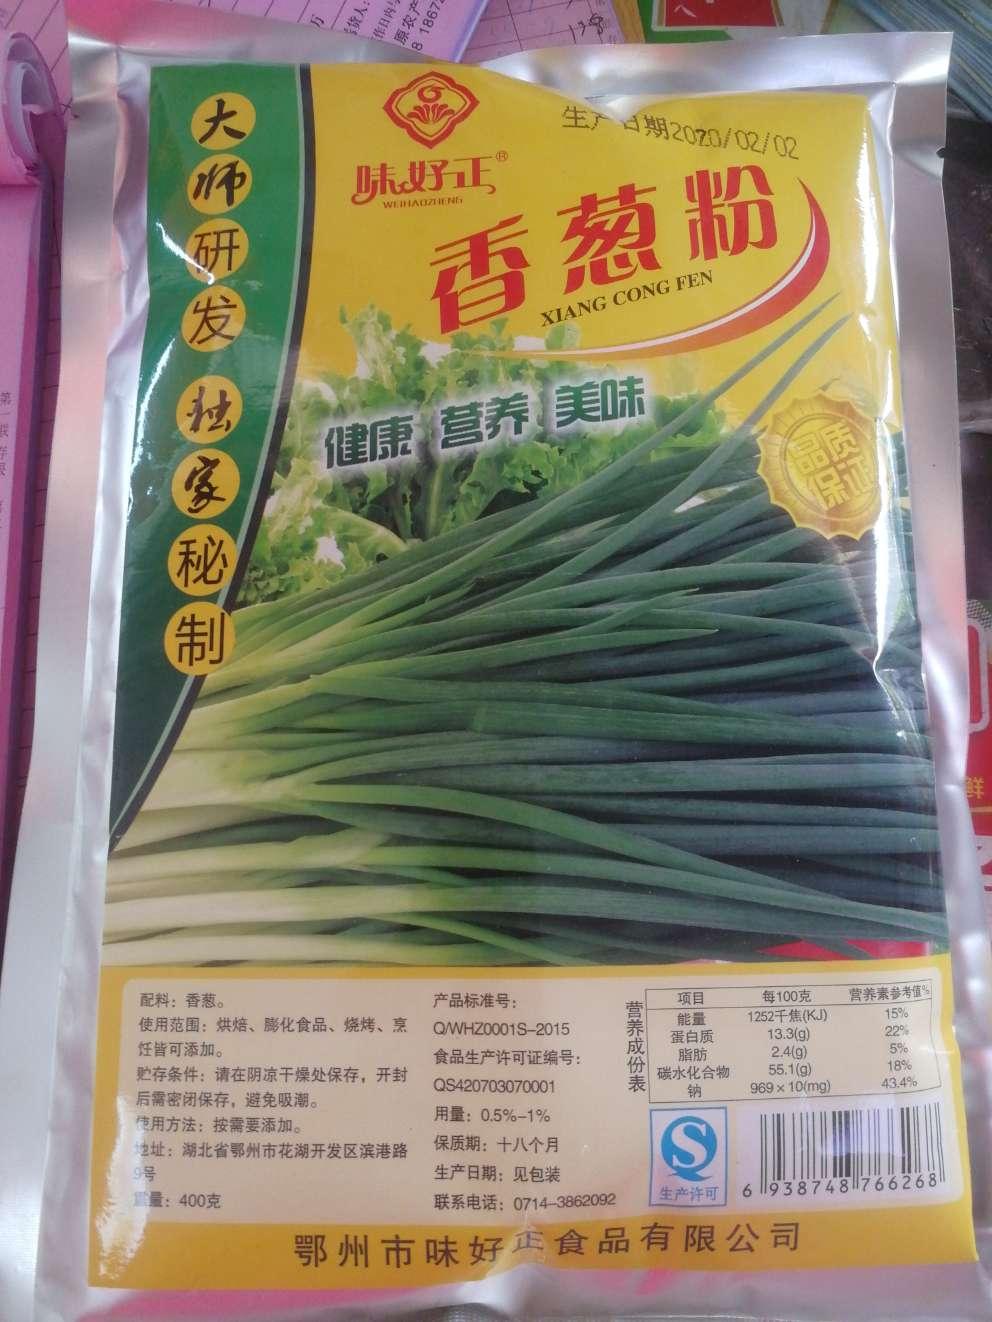 大师研发 独家秘制
味好正®
WEIHAOZHENG
生产日期2020/02/02
香葱粉
XIANG CONG FEN
健康 营养 美味
品质
保证
配料：香葱。
使用范围：烘焙、膨化食品、烧烤、烹
饪皆可添加。
贮存条件：请在阴凉干燥处保存，开封
后需密闭保存，避免吸潮。
使用方法：按需要添加。
地址：湖北省鄂州市花湖开发区滨港路
9号
重量：400克
产品标准号：
Q/WHZ0001S-2015
食品生产许可证编号：
QS420703070001
用量：0.5%-1%
保质期：十八个月
生产日期：见包装
联系电话：0714-3862092
营养成份表
项目 每100克 营养素参考值%
能量 1252千焦(KJ) 15%
蛋白质 13.3(g) 22%
脂肪 2.4(g) 5%
碳水化合物 55.1(g) 18%
钠 969×10(mg) 43.4%
生产许可
6 938748 766268
鄂州市味好正食品有限公司
鲜